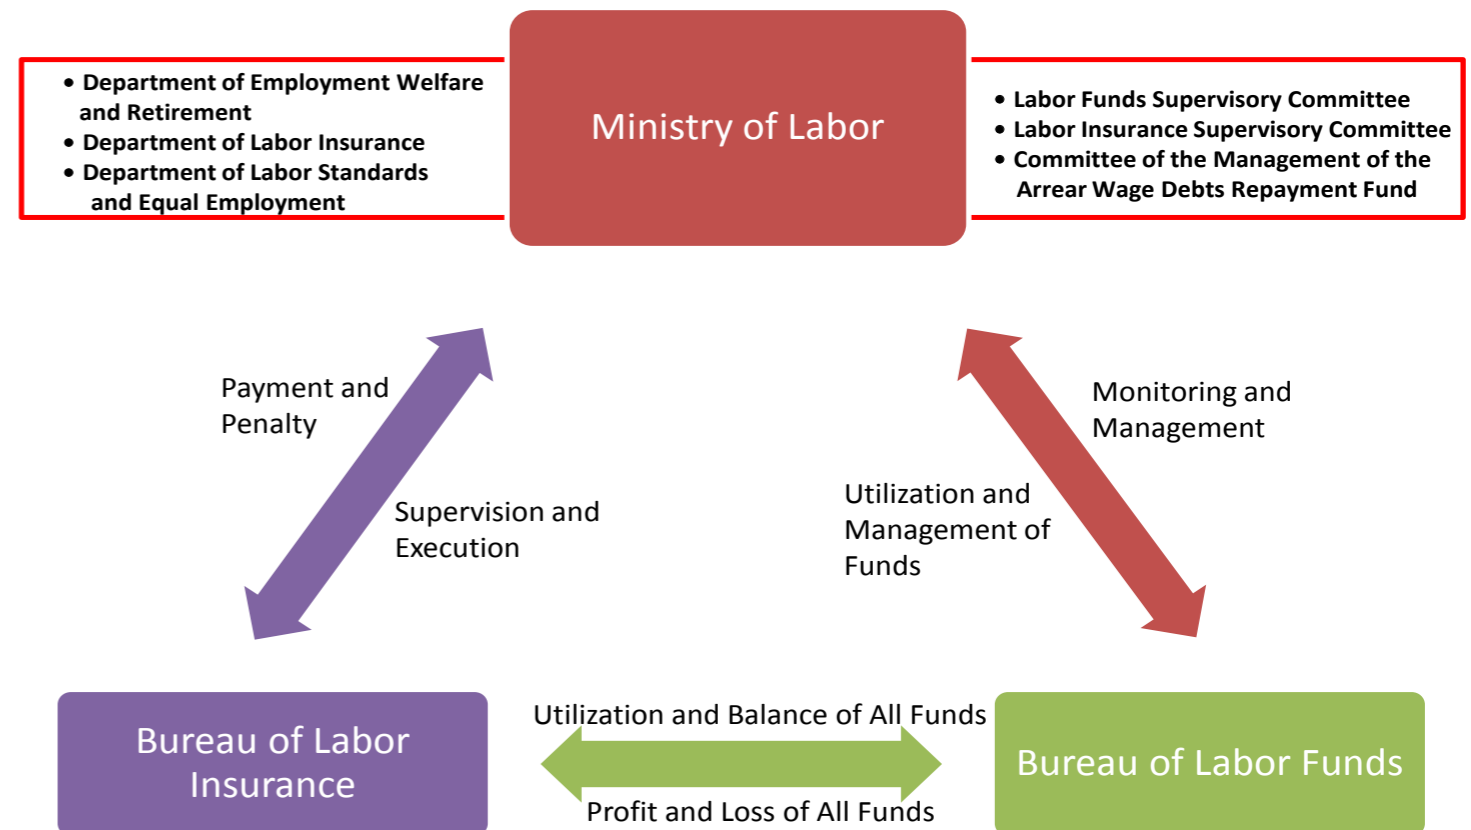 • Department of Employment Welfare
and Retirement
• Department of Labor Insurance
• Department of Labor Standards
and Equal Employment
Ministry of Labor
• Labor Funds Supervisory Committee
• Labor Insurance Supervisory Committee
• Committee of the Management of the
Arrear Wage Debts Repayment Fund
Payment and
Penalty
Supervision and
Execution
Monitoring and
Management
Utilization and
Management of
Funds
Bureau of Labor
Insurance
Utilization and Balance of All Funds
Profit and Loss of All Funds
Bureau of Labor Funds